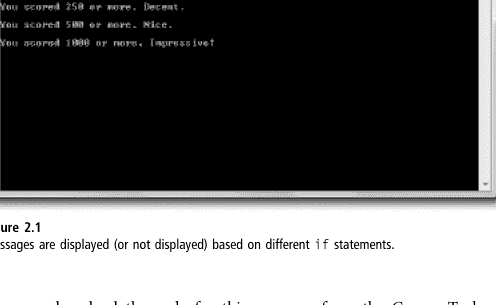 You scored 250 or more. Decent.
You scored 500 or more. Nice.
You scored 1000 or more. Impressive!
ure 2.1
ssages are displayed (or not displayed) based on different if statements.